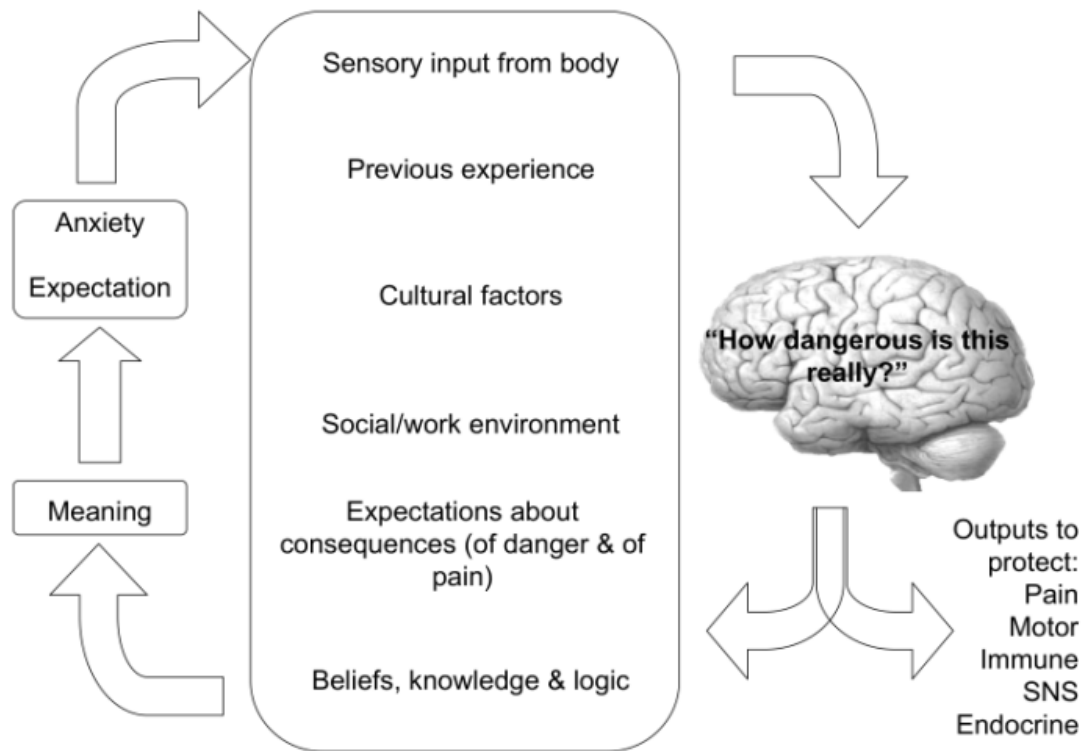 Sensory input from body
Previous experience
Cultural factors
Social/work environment
Expectations about
consequences (of danger & of
pain)
Beliefs, knowledge & logic
Meaning
Anxiety
Expectation
“How dangerous is this
really?”
Outputs to
protect:
Pain
Motor
Immune
SNS
Endocrine